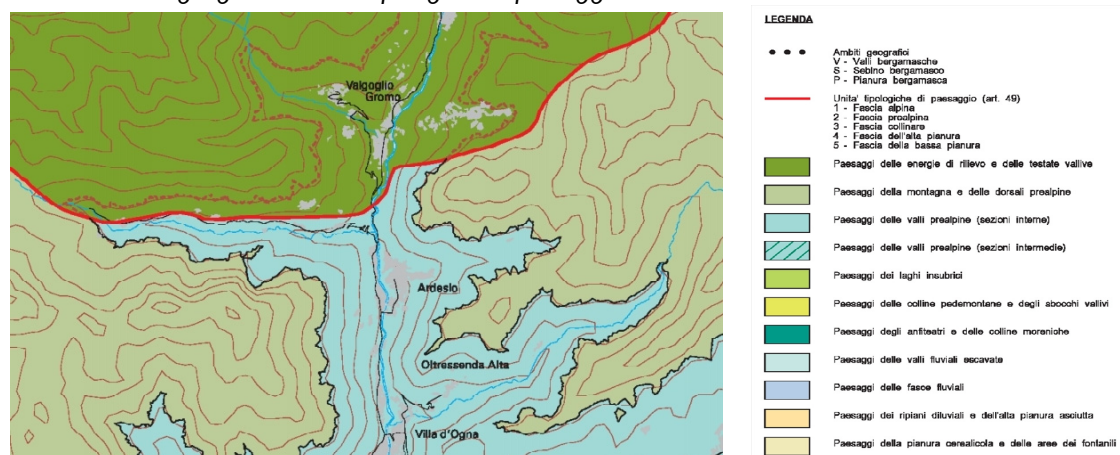 Valgoglio
Gromo
Ardesio
Oltressenda Alta
Villa d'Ogna
LEGENDA
Ambiti geografici
V - Valli bergamasche
S - Sebino bergamasco
P - Pianura bergamasca
Unita' tipologiche di paesaggio (art. 49)
1 - Fascia alpina
2 - Fascia prealpina
3 - Fascia collinare
4 - Fascia dell'alta pianura
5 - Fascia della bassa pianura
Paesaggi delle energie di rilievo e delle testate vallive
Paesaggi della montagna e delle dorsali prealpine
Paesaggi delle valli prealpine (sezioni interne)
Paesaggi delle valli prealpine (sezioni intermedie)
Paesaggi dei laghi insubrici
Paesaggi delle colline pedemontane e degli sbocchi vallivi
Paesaggi degli anfiteatri e delle colline moreniche
Paesaggi delle valli fluviali escavate
Paesaggi delle fasce fluviali
Paesaggi dei ripiani diluviali e dell'alta pianura asciutta
Paesaggi della pianura cerealicola e delle aree dei fontanili